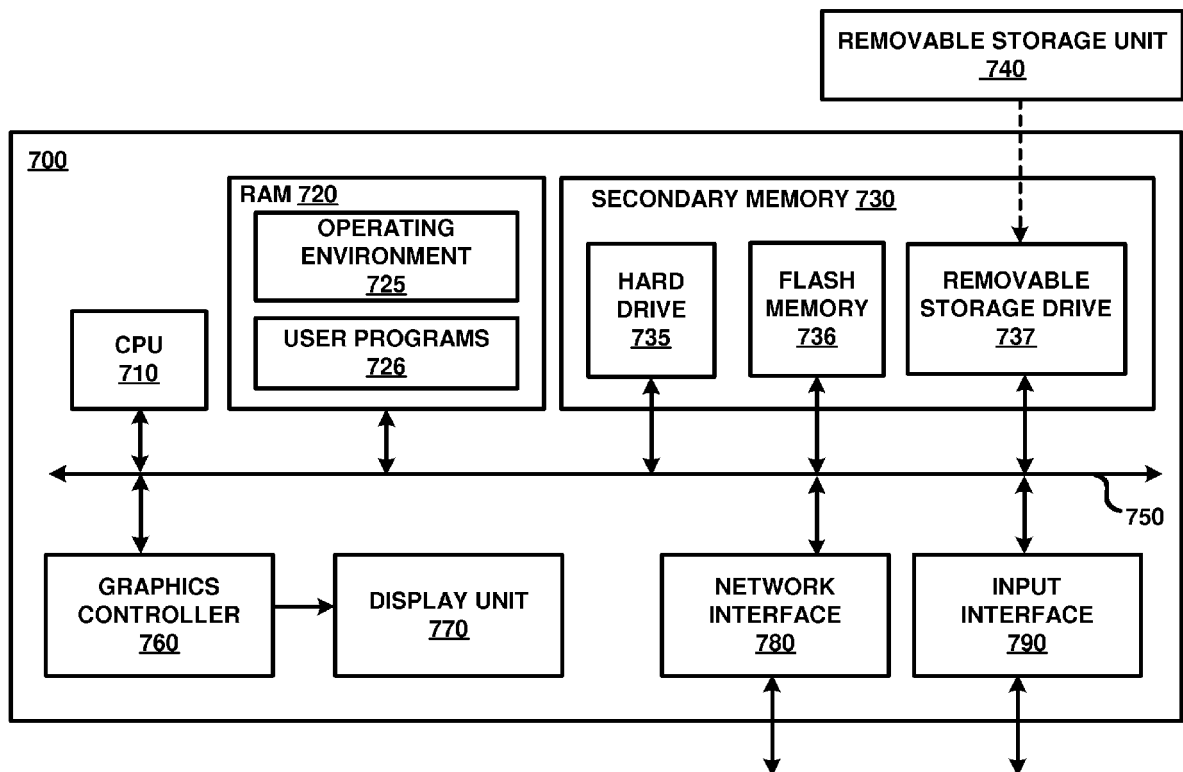 REMOVABLE STORAGE UNIT
740
700
RAM 720
OPERATING
ENVIRONMENT
725
USER PROGRAMS
726
CPU
710
SECONDARY MEMORY 730
HARD
DRIVE
735
FLASH
MEMORY
736
REMOVABLE
STORAGE DRIVE
737
750
GRAPHICS
CONTROLLER
760
DISPLAY UNIT
770
NETWORK
INTERFACE
780
INPUT
INTERFACE
790